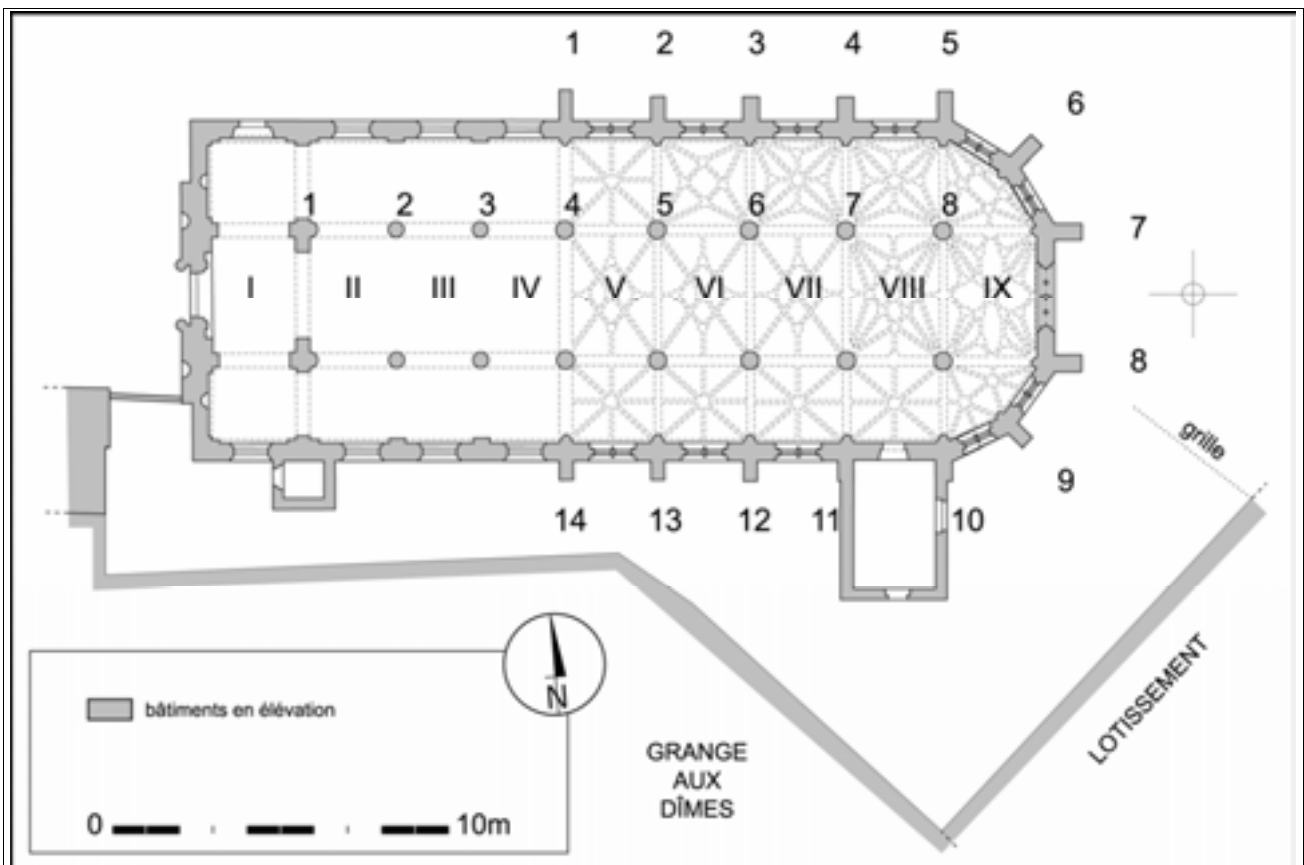 1 2 3 4 5
6
1 2 3 4 5 6 7 8
7
I II III IV V VI VII VIII IX
8
grille
9
14 13 12 11 10
N
bâtiments en élévation
LOTISSEMENT
GRANGE
AUX
DÎMES
0 10m